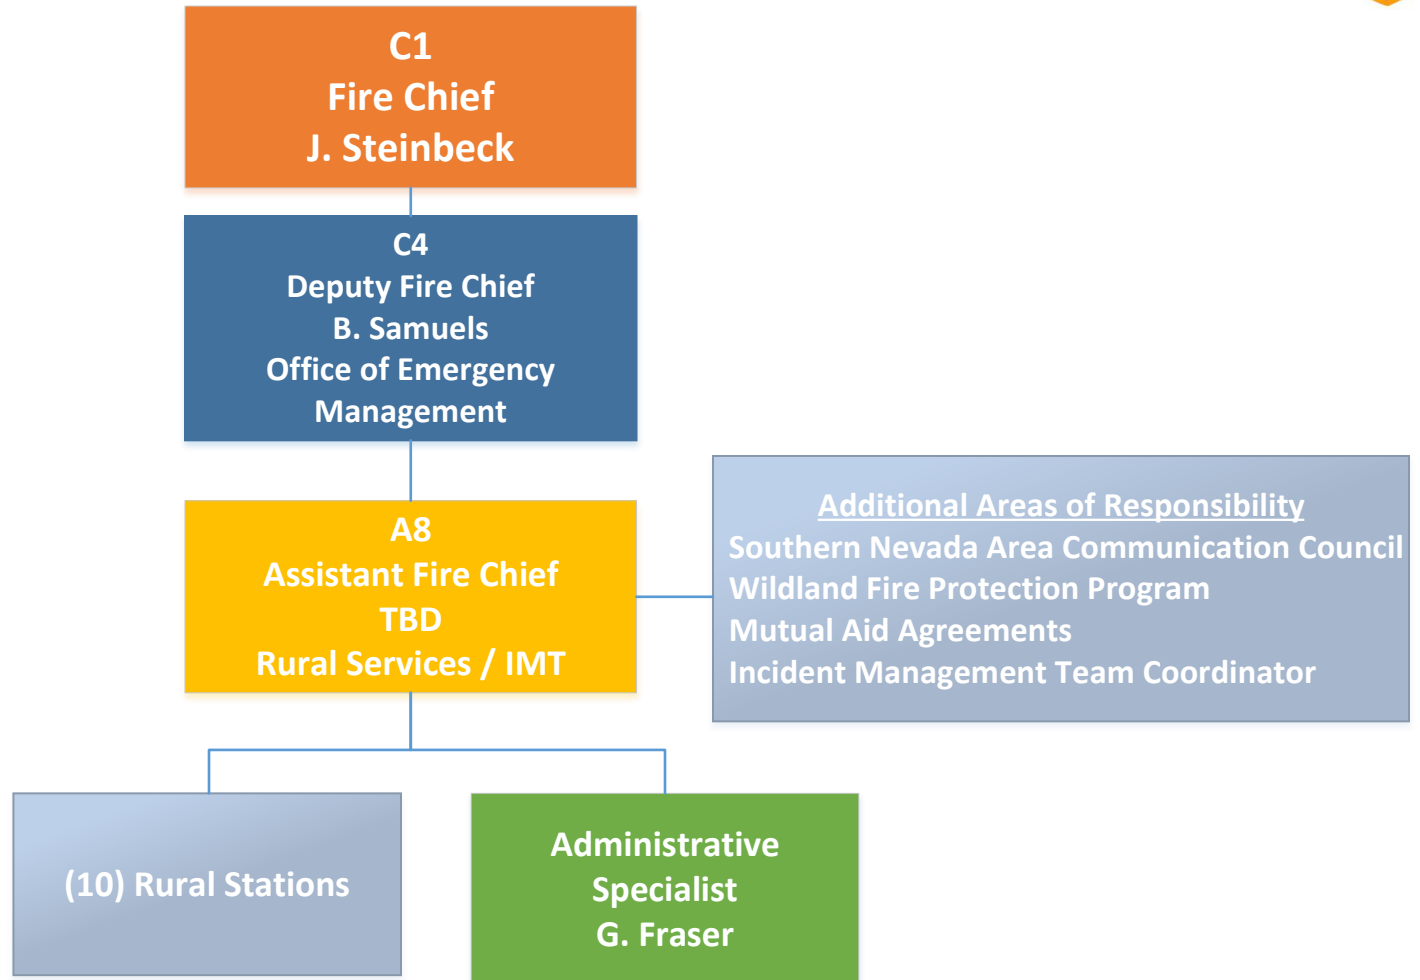 C1
Fire Chief
J. Steinbeck
C4
Deputy Fire Chief
B. Samuels
Office of Emergency
Management
A8
Assistant Fire Chief
TBD
Rural Services / IMT
Additional Areas of Responsibility
Southern Nevada Area Communication Council
Wildland Fire Protection Program
Mutual Aid Agreements
Incident Management Team Coordinator
(10) Rural Stations
Administrative
Specialist
G. Fraser